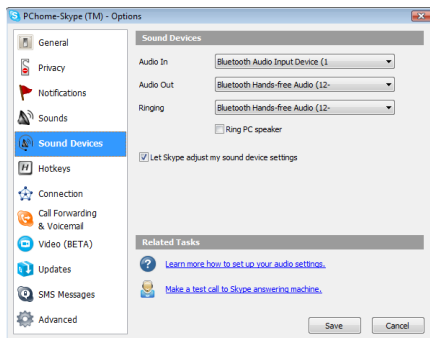 PChome-Skype (TM) - Options
General
Privacy
Notifications
Sounds
Sound Devices
Hotkeys
Connection
Call Forwarding
& Voicemail
Video (BETA)
Updates
SMS Messages
Advanced
Sound Devices
Audio In
Bluetooth Audio Input Device (1
Audio Out
Bluetooth Hands-free Audio (12-
Ringing
Bluetooth Hands-free Audio (12-
Ring PC speaker
Let Skype adjust my sound device settings
Related Tasks
Learn more how to set up your audio settings.
Make a test call to Skype answering machine.
Save
Cancel